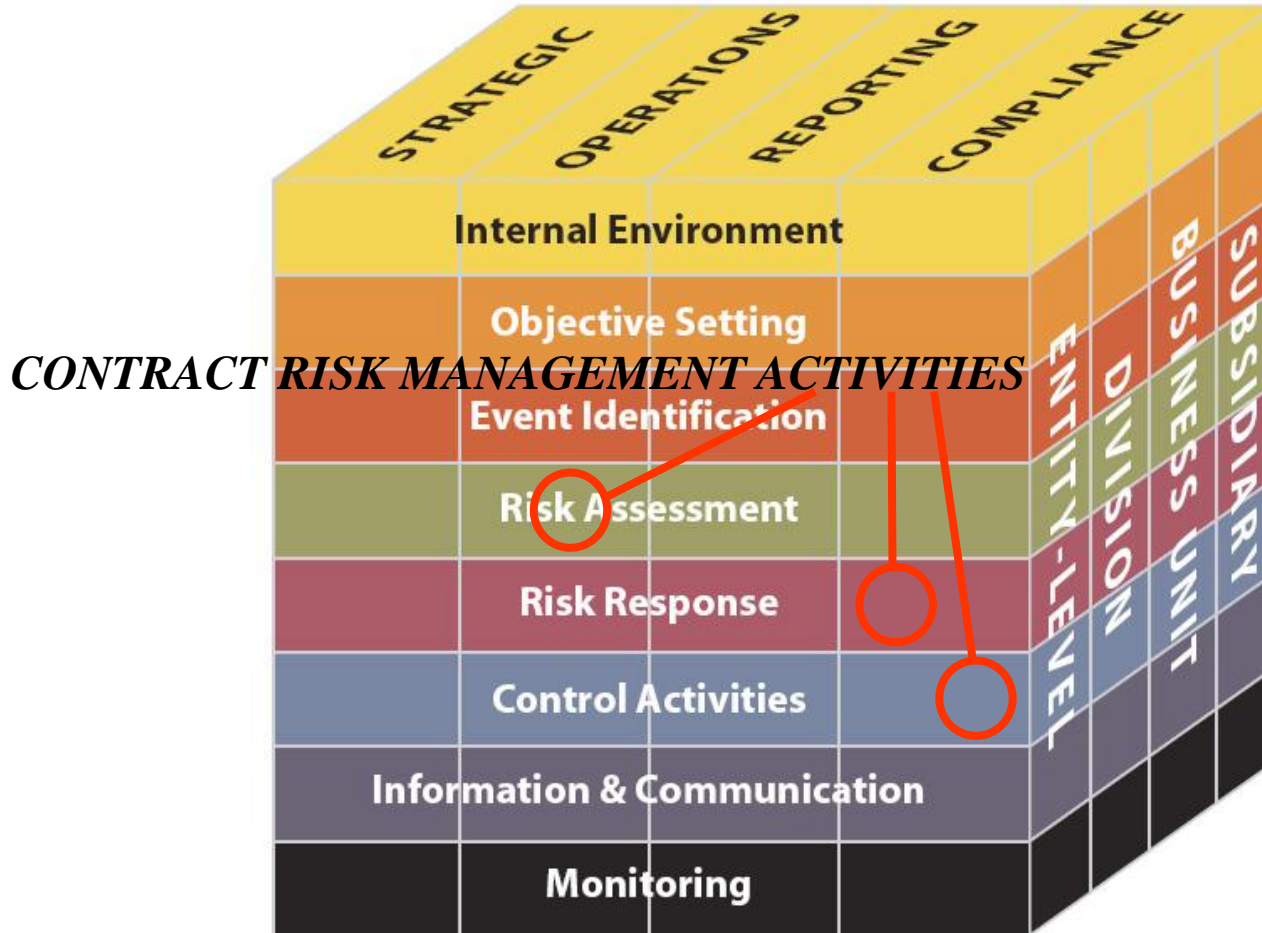 STRATEGIC
OPERATIONS
REPORTING
COMPLIANCE
Internal Environment
Objective Setting
CONTRACT RISK MANAGEMENT ACTIVITIES
Event Identification
Risk Assessment
Risk Response
Control Activities
Information & Communication
Monitoring
ENTITY-LEVEL
DIVISION
BUSINESS UNIT
SUBSIDIARY